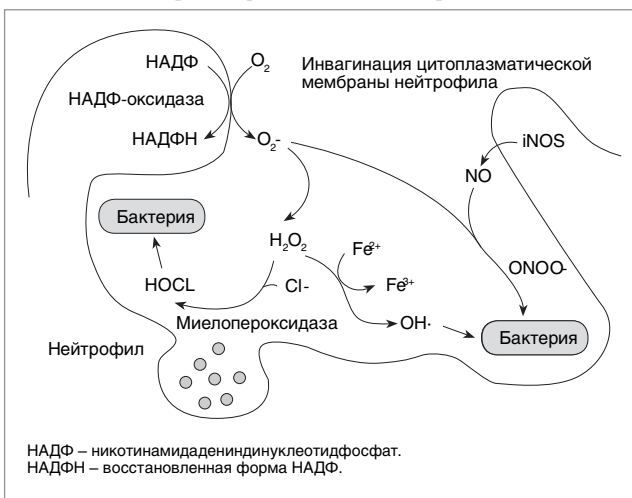 НАДФ
O₂
Инвагинация цитоплазматической
мембраны нейтрофила
НАДФ-оксидаза
НАДФН
O₂-
iNOS
NO
Бактерия
H₂O₂
Fe²⁺
ONOO-
HOCL
Cl-
Fe³⁺
Миелопероксидаза
OH·
Бактерия
Нейтрофил
НАДФ – никотинамидадениндинуклеотидфосфат.
НАДФН – восстановленная форма НАДФ.